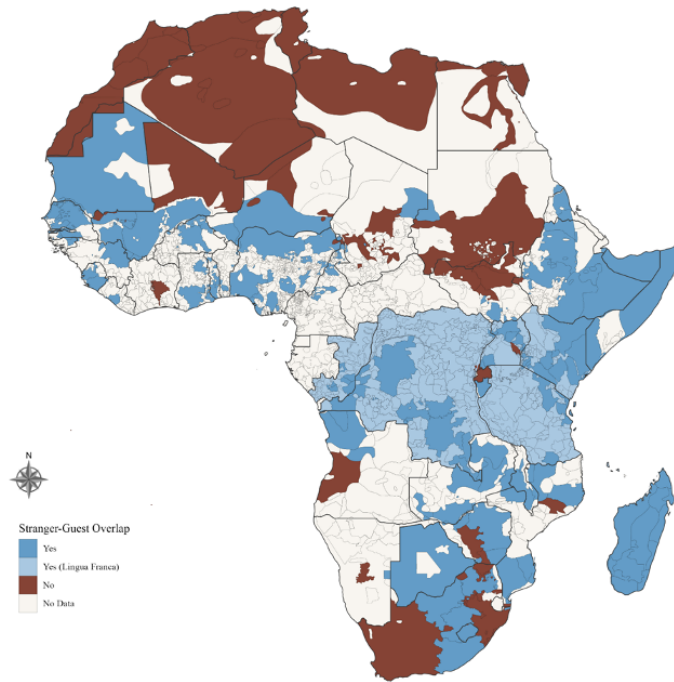 N
Stranger-Guest Overlap
Yes
Yes (Lingua Franca)
No
No Data